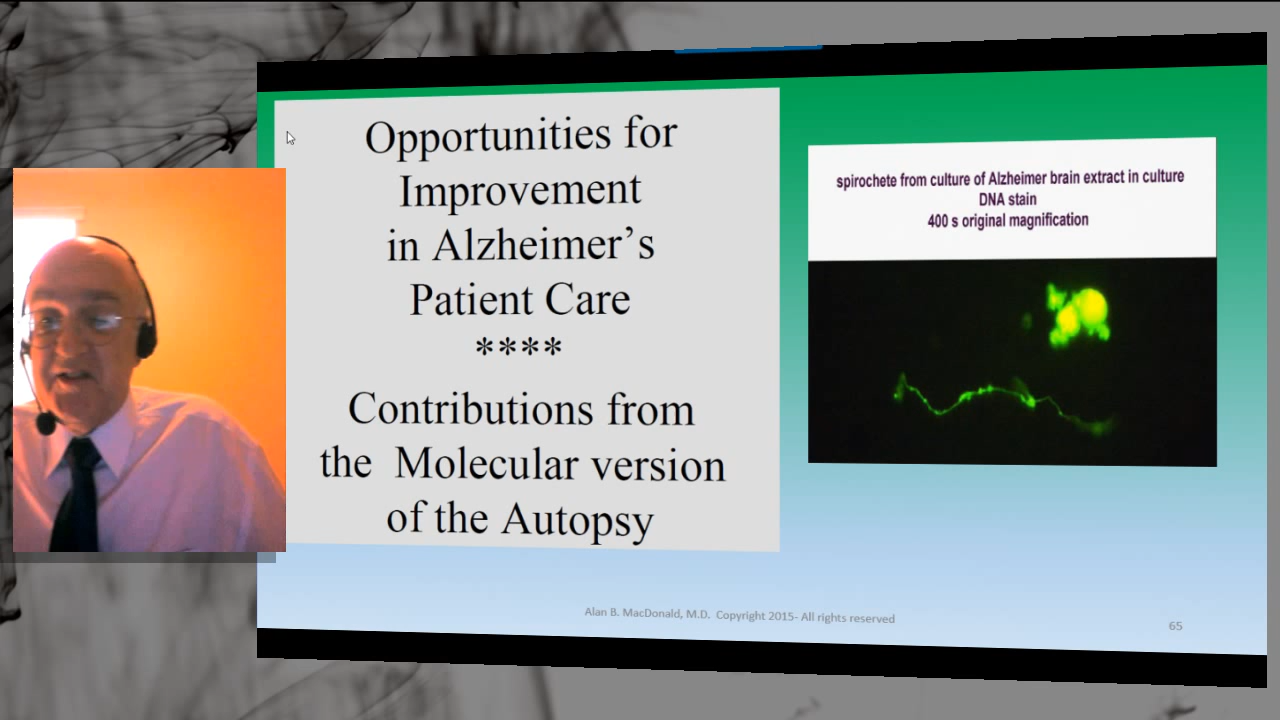 Opportunities for
Improvement
in Alzheimer's
Patient Care
****
Contributions from
the Molecular version
of the Autopsy
spirochete from culture of Alzheimer brain extract in culture
DNA stain
400 s original magnification
Alan B. MacDonald, M.D. Copyright 2015- All rights reserved
65